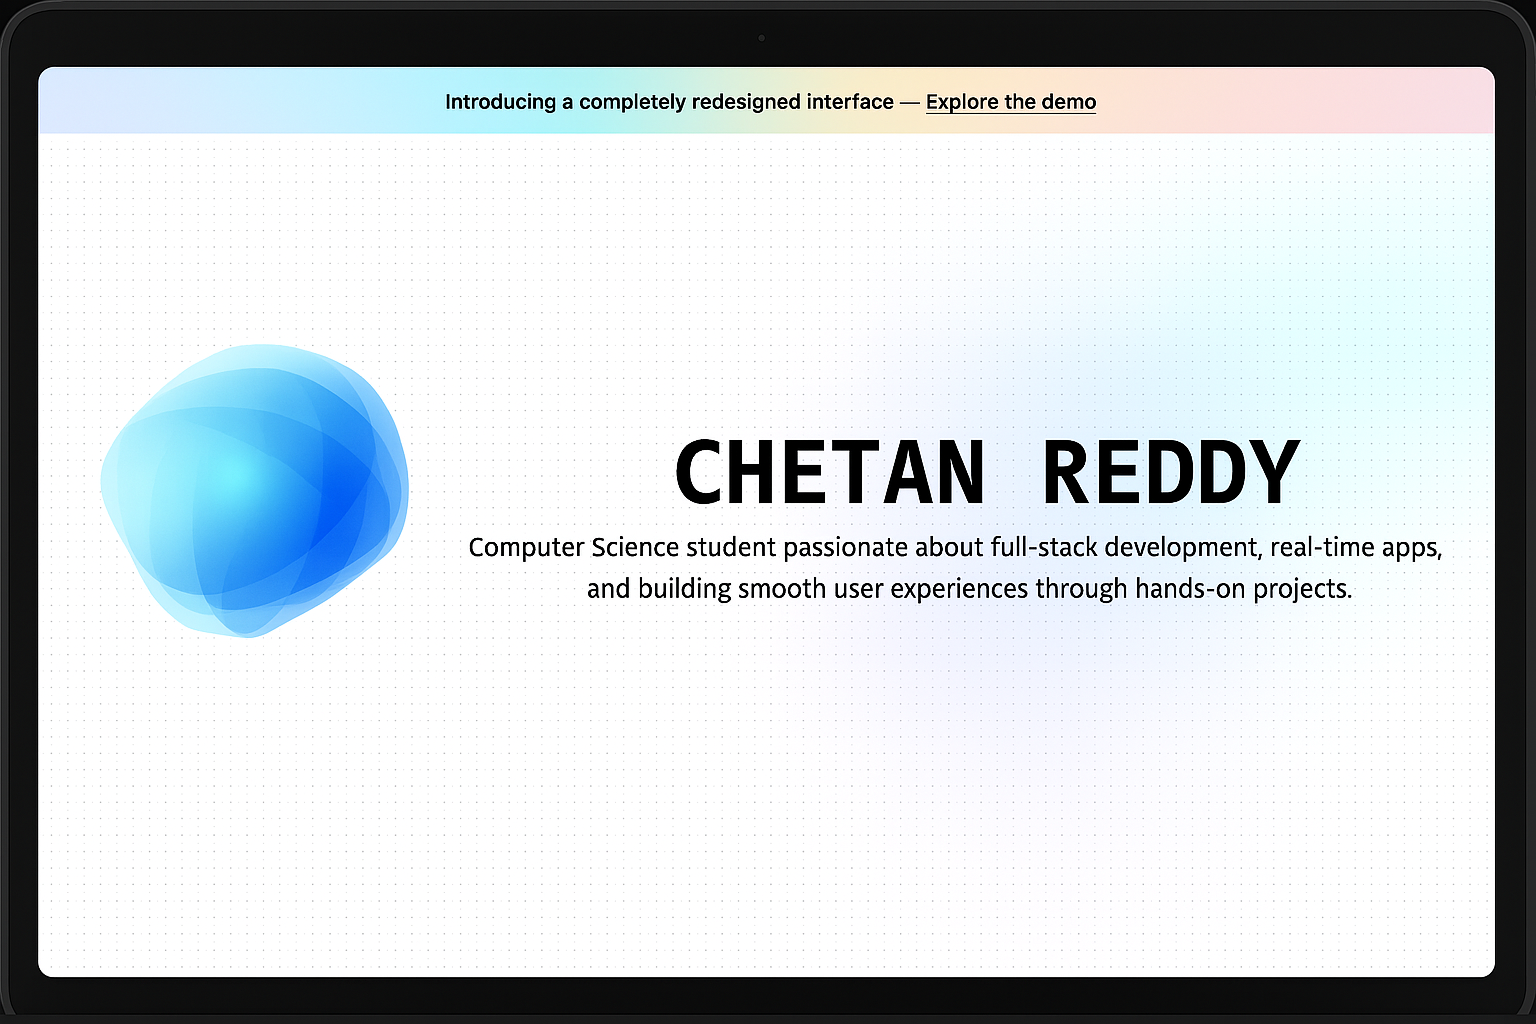 Introducing a completely redesigned interface — Explore the demo
CHETAN REDDY
Computer Science student passionate about full-stack development, real-time apps,
and building smooth user experiences through hands-on projects.